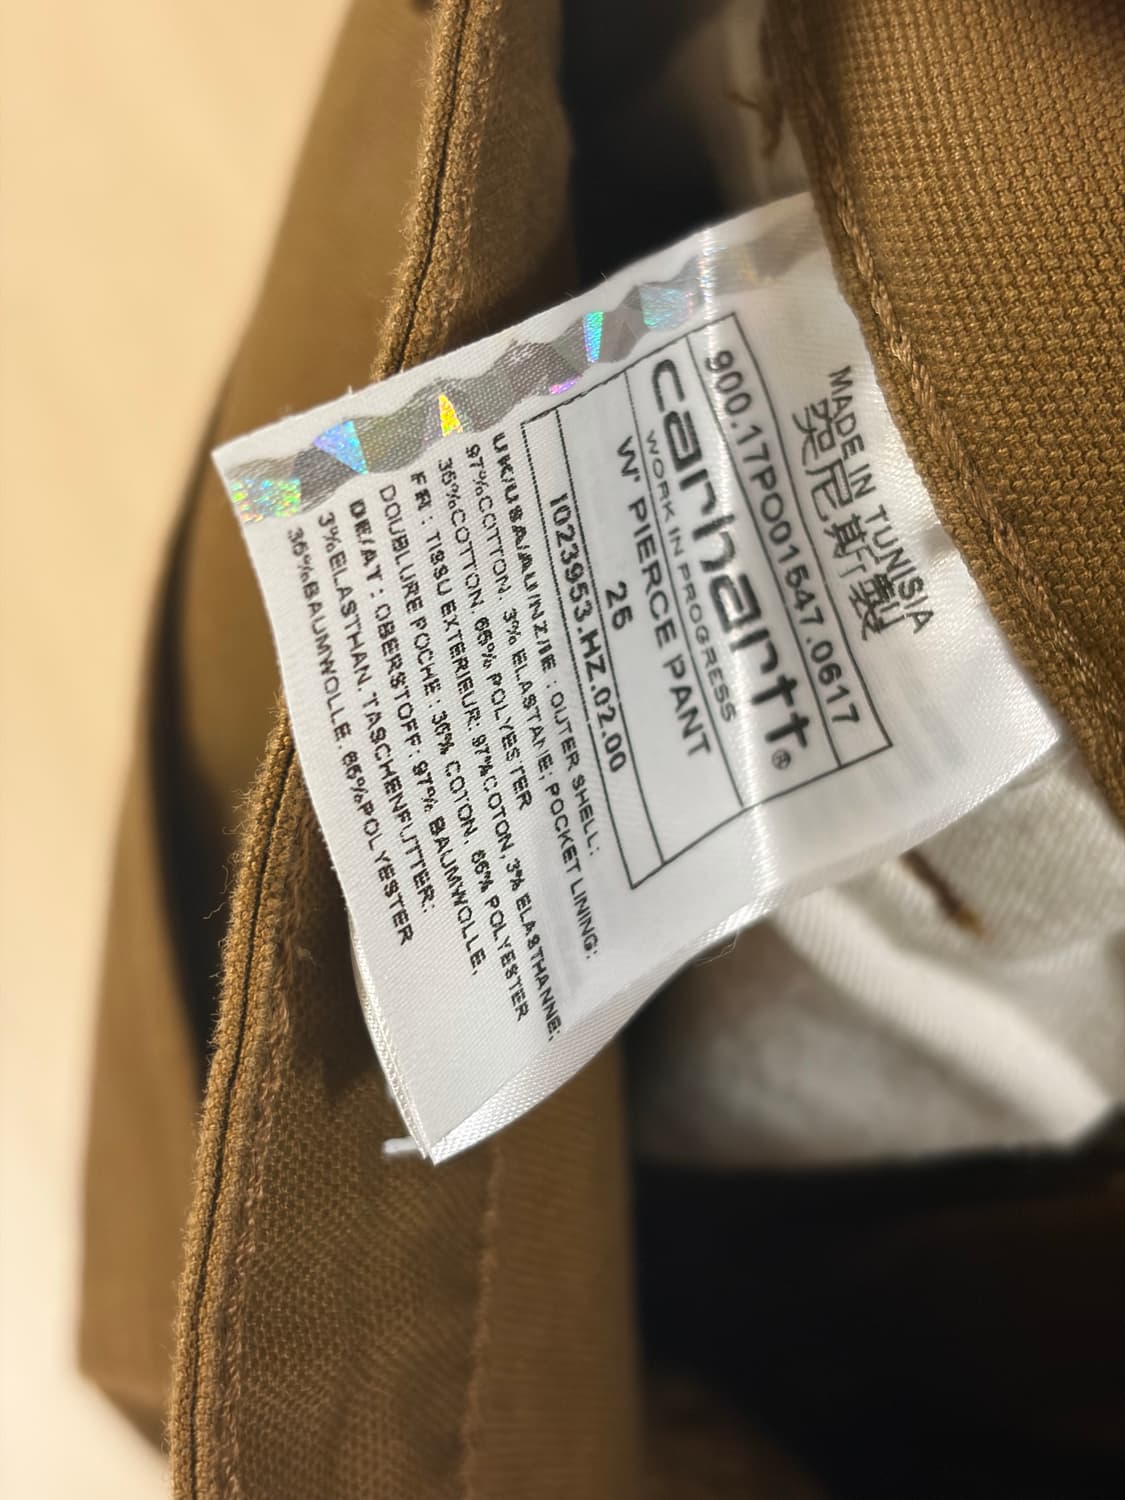 MADE IN TUNISIA
突尼斯製
900.17PO01547.0617
carhartt®
WORK IN PROGRESS
W' PIERCE PANT
26
I023953.HZ.02.00
UK/USA/AU/NZ/IE : OUTER SHELL:
97%COTTON, 3% ELASTANE; POCKET LINING:
35%COTTON, 65% POLYESTER
FR : TISSU EXTERIEUR: 97%COTON, 3% ELASTHANNE;
DOUBLURE POCHE : 35% COTON, 65% POLYESTER
DE/AT : OBERSTOFF: 97% BAUMWOLLE,
3%ELASTHAN. TASCHENFUTTER:
35%BAUMWOLLE, 65%POLYESTER